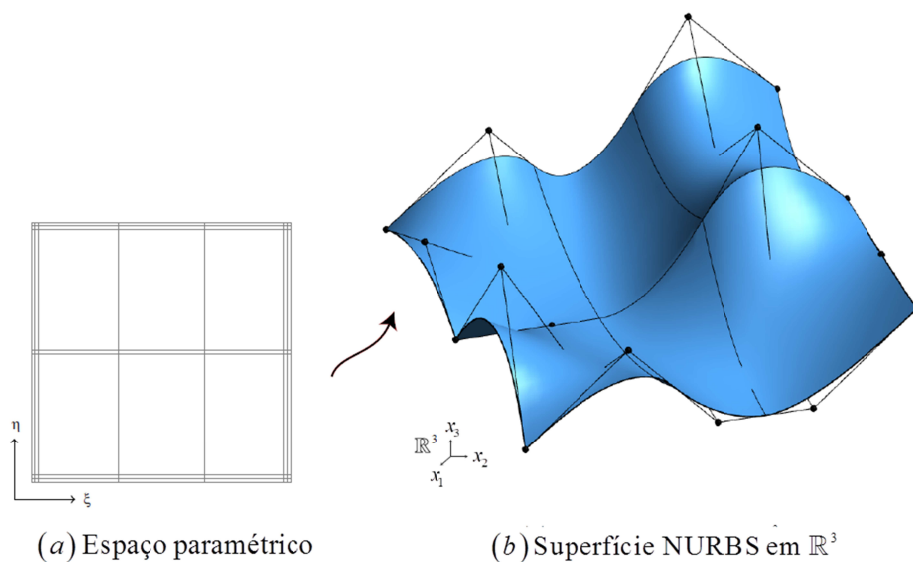 η
ξ
ℝ³
x₃
x₂
x₁
(a) Espaço paramétrico
(b) Superfície NURBS em ℝ³